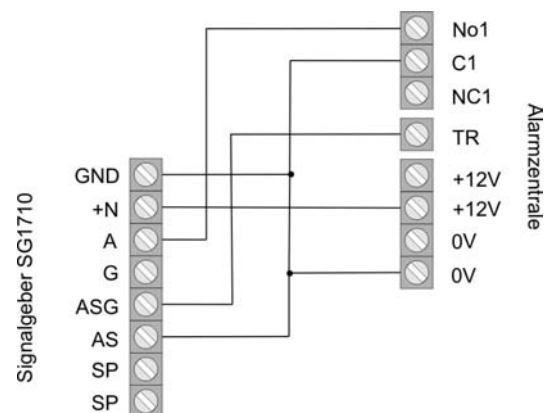 Signalgeber SG1710
GND
+N
A
G
ASG
AS
SP
SP
No1
C1
NC1
TR
+12V
+12V
0V
0V
Alarmzentrale